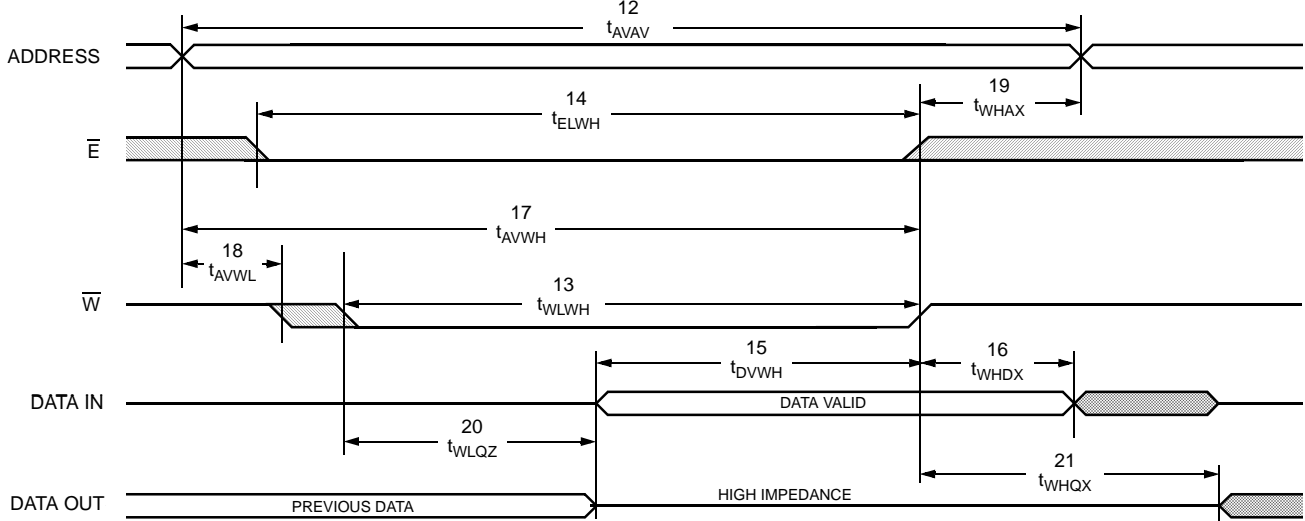 12
tAVAV
ADDRESS
14
tELWH
19
tWHAX
E̅
17
tAVWH
18
tAVWL
13
tWLWH
W̅
15
tDVWH
16
tWHDX
DATA IN
DATA VALID
20
tWLQZ
21
tWHQX
DATA OUT
PREVIOUS DATA
HIGH IMPEDANCE